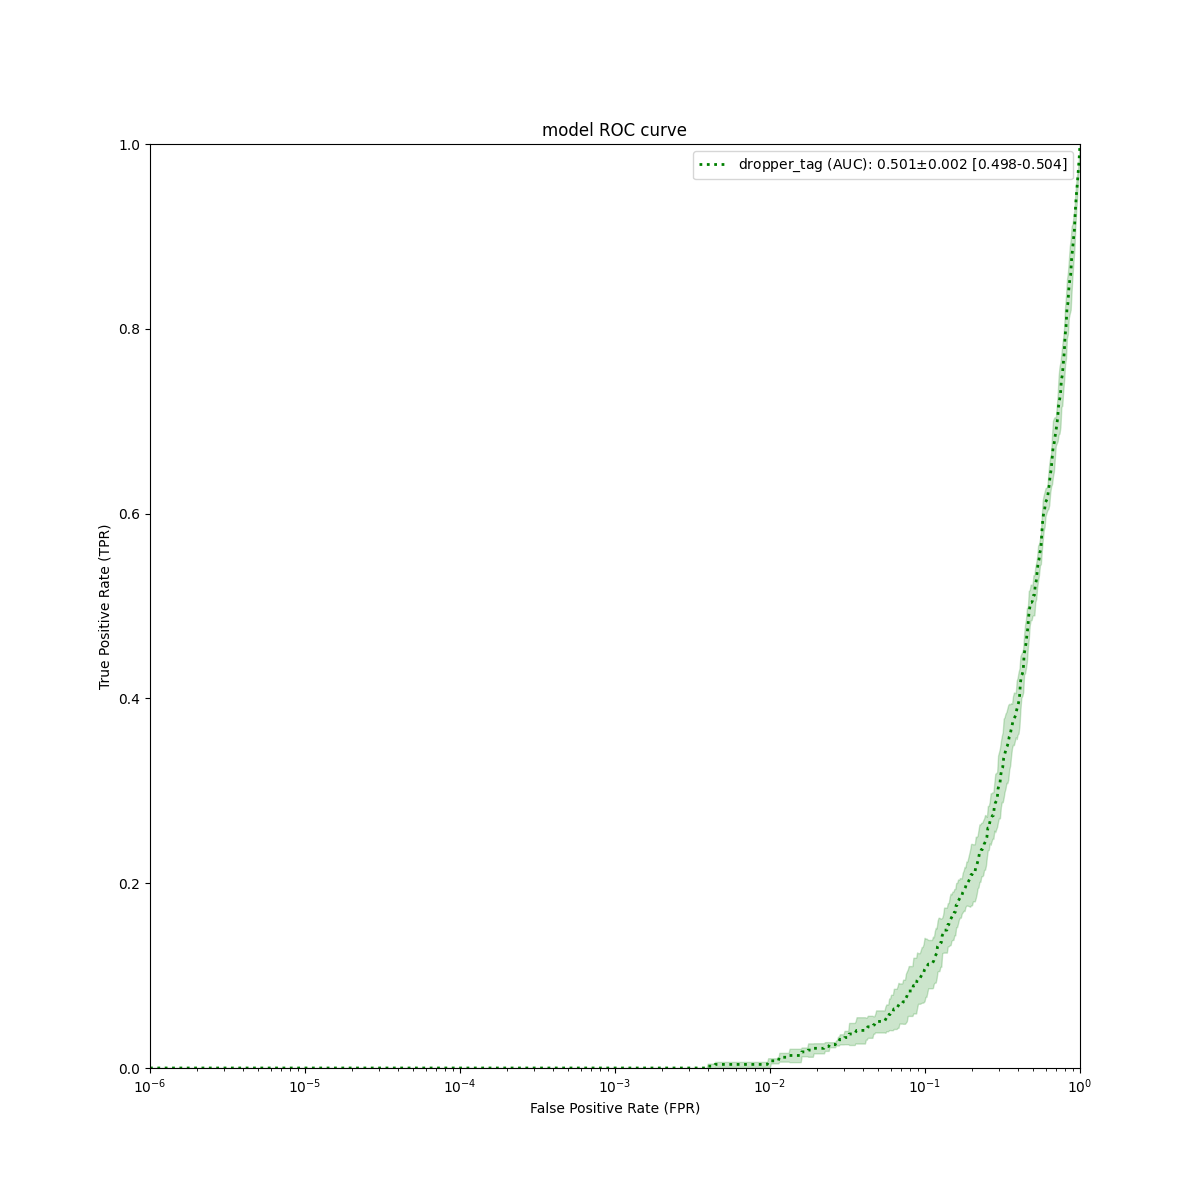 model ROC curve
dropper_tag (AUC): 0.501±0.002 [0.498-0.504]
True Positive Rate (TPR)
1.0
0.8
0.6
0.4
0.2
0.0
10⁻⁶ 10⁻⁵ 10⁻⁴ 10⁻³ 10⁻² 10⁻¹ 10⁰
False Positive Rate (FPR)